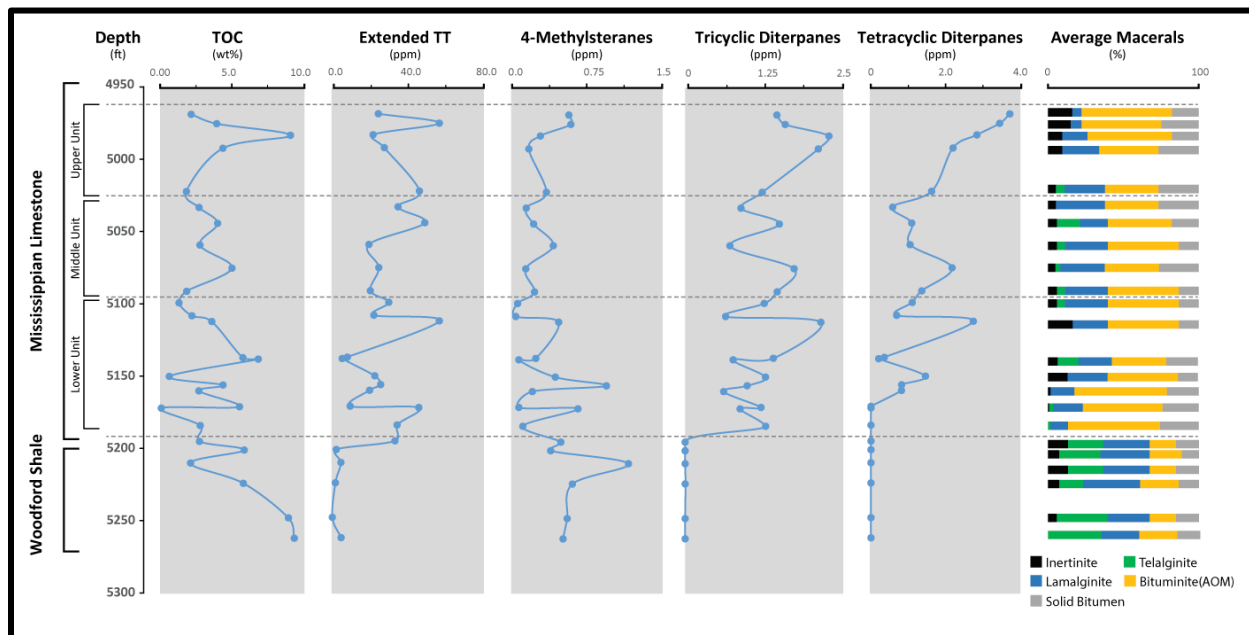 Depth TOC Extended TT 4-Methylsteranes Tricyclic Diterpanes Tetracyclic Diterpanes Average Macerals
(ft) (wt%) (ppm) (ppm) (ppm) (ppm) (%)
0.00 5.0 10.0 0.0 40.0 80.0 0.0 0.75 1.5 0 1.25 2.5 0 2.0 4.0 0 100
4950
5000
5050
5100
5150
5200
5250
5300
Mississippian Limestone
Upper Unit
Middle Unit
Lower Unit
Woodford Shale
Inertinite Telalginite
Lamalginite Bituminite(AOM)
Solid Bitumen